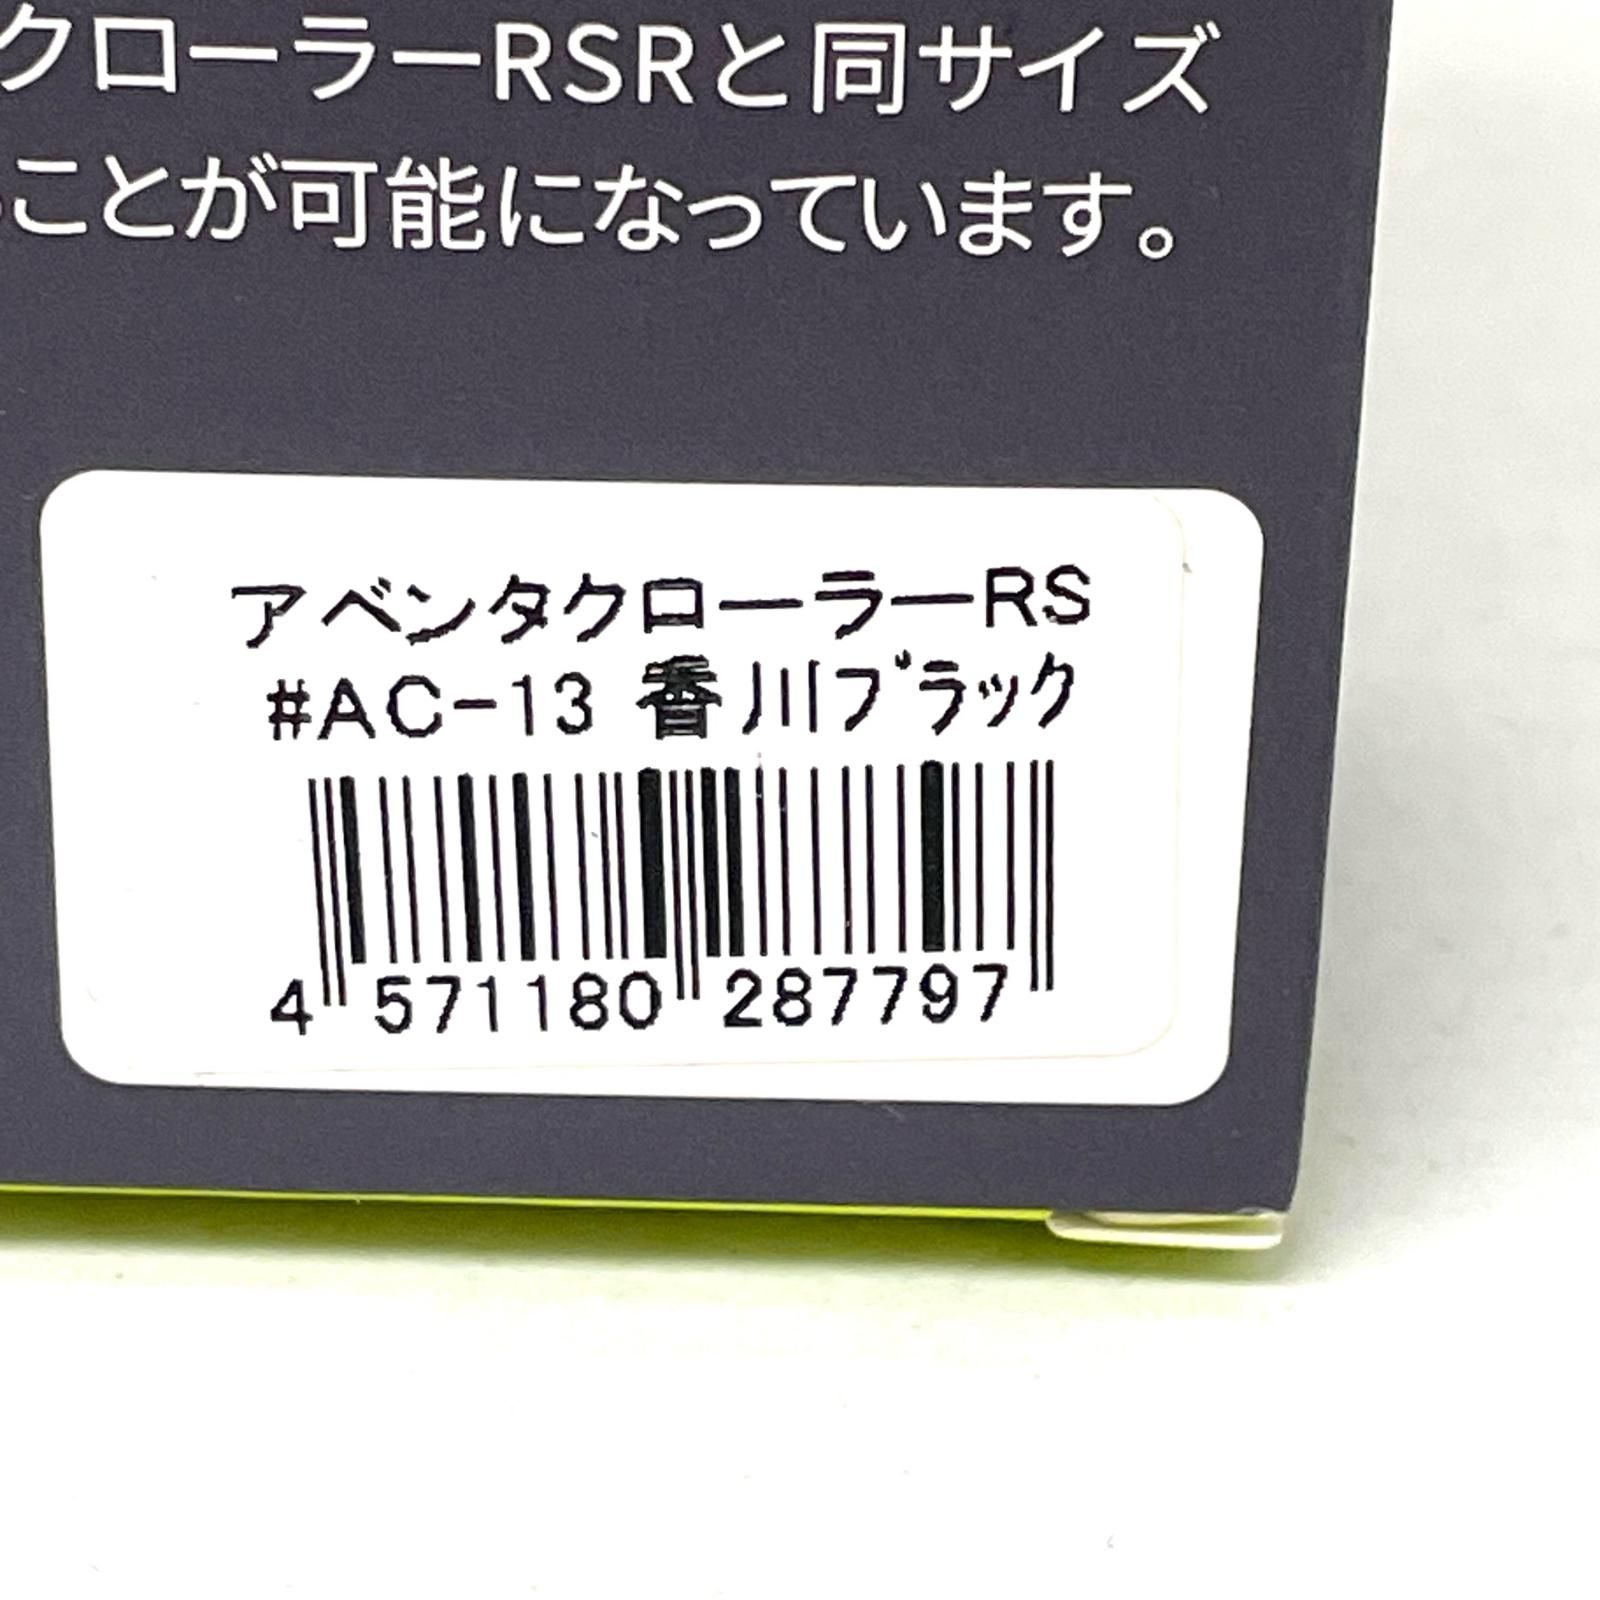 クローラーRSRと同サイズ
ることが可能になっています。
アベンタクローラーRS
#AC-13 香川ブラック
4 571180 287797